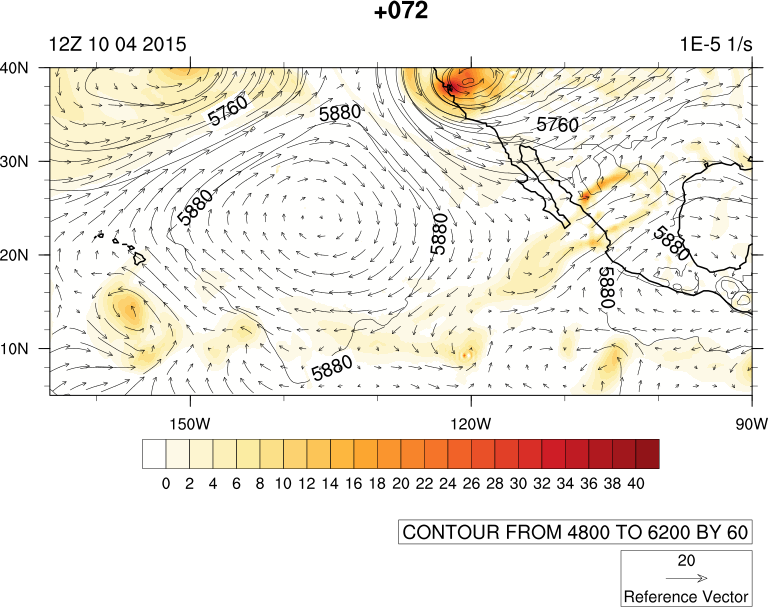 +072
12Z 10 04 2015 1E-5 1/s
40N
5760 5880 5760
30N
5880 5880 5880
20N
5880
10N
5880
150W 120W 90W
0 2 4 6 8 10 12 14 16 18 20 22 24 26 28 30 32 34 36 38 40
CONTOUR FROM 4800 TO 6200 BY 60
20
Reference Vector